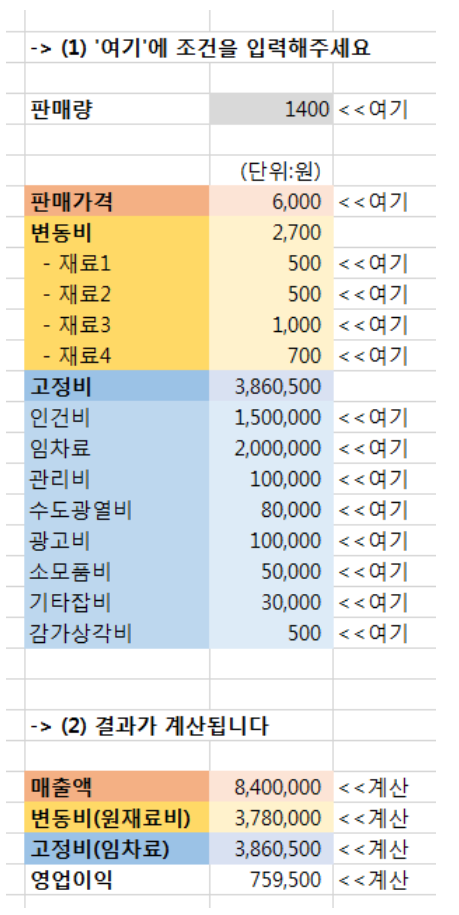 -> (1) '여기'에 조건을 입력해주세요
판매량 1400 <<여기
(단위:원)
판매가격 6,000 <<여기
변동비 2,700
- 재료1 500 <<여기
- 재료2 500 <<여기
- 재료3 1,000 <<여기
- 재료4 700 <<여기
고정비 3,860,500
인건비 1,500,000 <<여기
임차료 2,000,000 <<여기
관리비 100,000 <<여기
수도광열비 80,000 <<여기
광고비 100,000 <<여기
소모품비 50,000 <<여기
기타잡비 30,000 <<여기
감가상각비 500 <<여기
-> (2) 결과가 계산됩니다
매출액 8,400,000 <<계산
변동비(원재료비) 3,780,000 <<계산
고정비(임차료) 3,860,500 <<계산
영업이익 759,500 <<계산